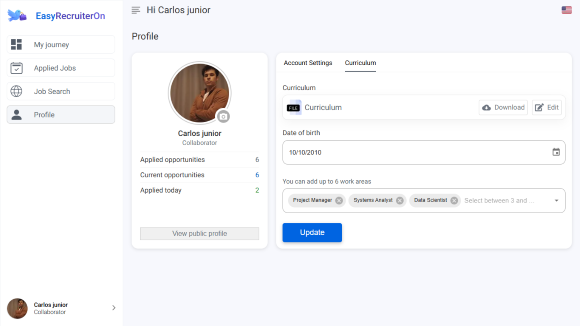 EasyRecruiterOn
Hi Carlos junior
My journey
Applied Jobs
Job Search
Profile
Profile
Carlos junior
Collaborator
Applied opportunities 6
Current opportunities 6
Applied today 2
View public profile
Account Settings Curriculum
Curriculum
FILE Curriculum Download Edit
Date of birth
10/10/2010
You can add up to 6 work areas
Project Manager Systems Analyst Data Scientist Select between 3 and ...
Update
Carlos junior
Collaborator